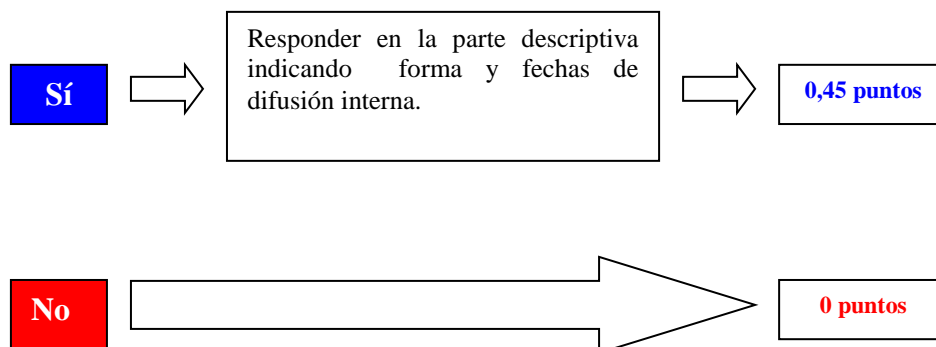 Sí
Responder en la parte descriptiva
indicando forma y fechas de
difusión interna.
0,45 puntos
No
0 puntos